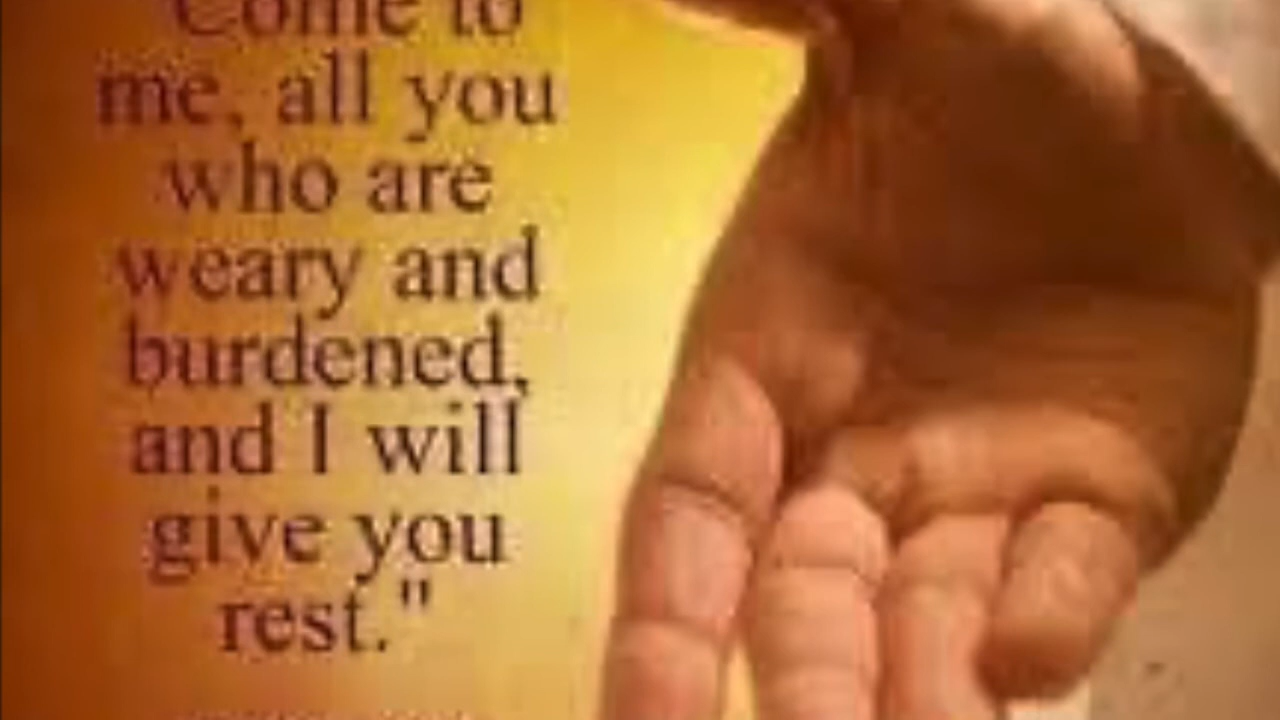 Come to
me, all you
who are
weary and
burdened,
and I will
give you
rest."